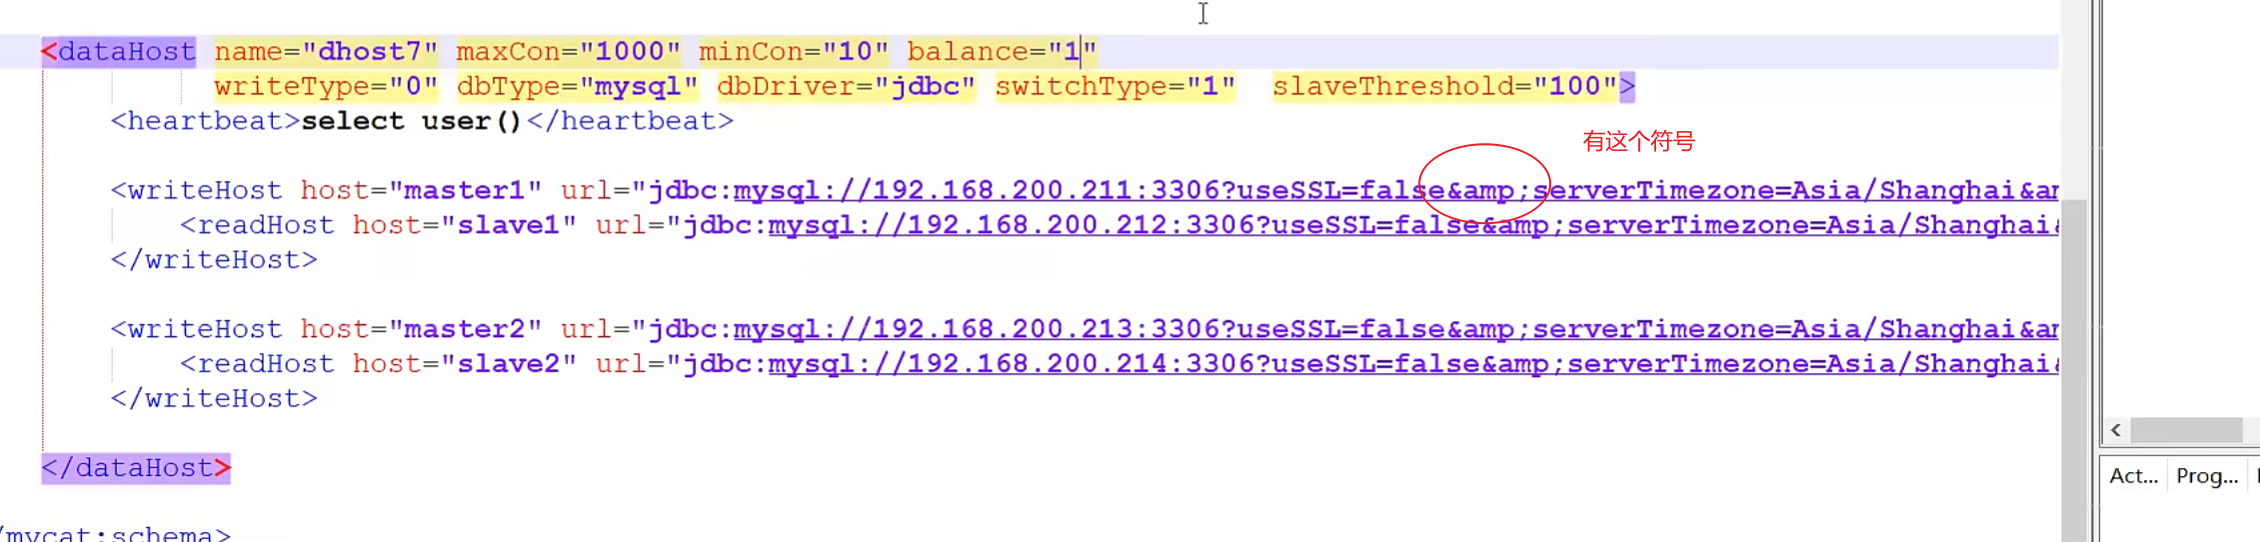 <dataHost name="dhost7" maxCon="1000" minCon="10" balance="1"
writeType="0" dbType="mysql" dbDriver="jdbc" switchType="1" slaveThreshold="100">
<heartbeat>select user()</heartbeat>
有这个符号
<writeHost host="master1" url="jdbc:mysql://192.168.200.211:3306?useSSL=false&amp;serverTimezone=Asia/Shanghai&am
<readHost host="slave1" url="jdbc:mysql://192.168.200.212:3306?useSSL=false&amp;serverTimezone=Asia/Shanghai&
</writeHost>
<writeHost host="master2" url="jdbc:mysql://192.168.200.213:3306?useSSL=false&amp;serverTimezone=Asia/Shanghai&am
<readHost host="slave2" url="jdbc:mysql://192.168.200.214:3306?useSSL=false&amp;serverTimezone=Asia/Shanghai&
</writeHost>
</dataHost>
Act... Prog...
/mycat:schema>